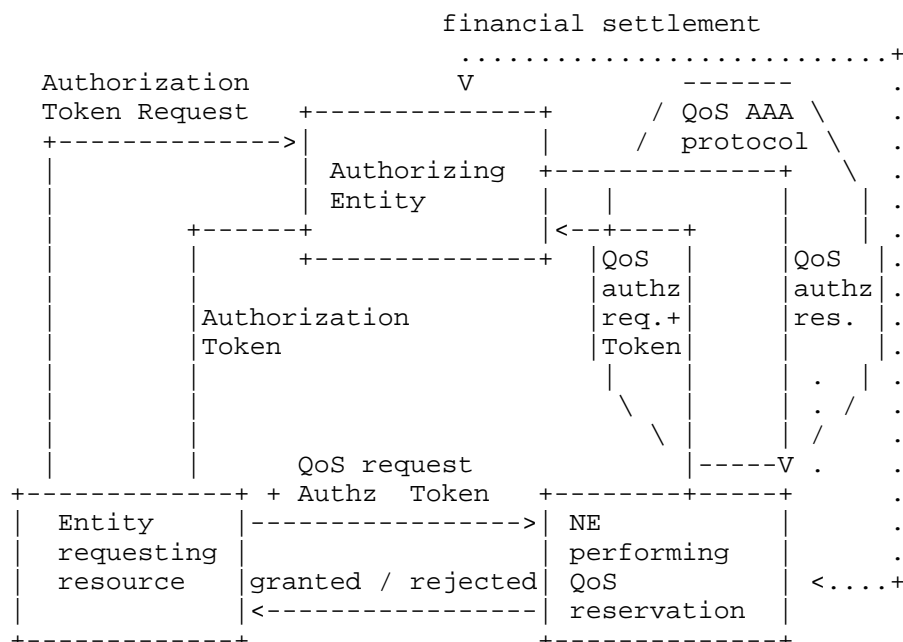 financial settlement
Authorization
Token Request
QoS AAA
protocol
Authorizing
Entity
QoS
authz
req.+
Token
QoS
authz
res.
Authorization
Token
QoS request
+ Authz Token
Entity
requesting
resource
granted / rejected
NE
performing
QoS
reservation